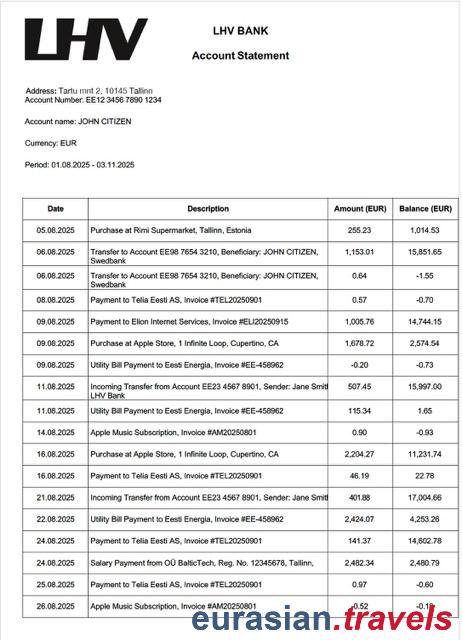 LHV
LHV BANK
Account Statement
Address: Tartu mnt 2, 10145 Tallinn
Account Number: EE12 3456 7890 1234
Account name: JOHN CITIZEN
Currency: EUR
Period: 01.08.2025 - 03.11.2025
Date Description Amount (EUR) Balance (EUR)
05.08.2025 Purchase at Rimi Supermarket, Tallinn, Estonia 255.23 1,014.53
06.08.2025 Transfer to Account EE98 7654 3210, Beneficiary: JOHN CITIZEN, 1,153.01 15,851.65
Swedbank
06.08.2025 Transfer to Account EE98 7654 3210, Beneficiary: JOHN CITIZEN, 0.64 -1.55
Swedbank
08.08.2025 Payment to Telia Eesti AS, Invoice #TEL20250901 0.57 -0.70
09.08.2025 Payment to Elion Internet Services, Invoice #ELI20250915 1,005.76 14,744.15
09.08.2025 Purchase at Apple Store, 1 Infinite Loop, Cupertino, CA 1,678.72 2,574.54
09.08.2025 Utility Bill Payment to Eesti Energia, Invoice #EE-458962 -0.20 -0.73
11.08.2025 Incoming Transfer from Account EE23 4567 8901, Sender: Jane Smit 507.45 15,997.00
LHV Bank
11.08.2025 Utility Bill Payment to Eesti Energia, Invoice #EE-458962 115.34 1.65
14.08.2025 Apple Music Subscription, Invoice #AM20250801 0.90 -0.93
16.08.2025 Purchase at Apple Store, 1 Infinite Loop, Cupertino, CA 2,204.27 11,231.74
16.08.2025 Payment to Telia Eesti AS, Invoice #TEL20250901 46.19 22.78
21.08.2025 Incoming Transfer from Account EE23 4567 8901, Sender: Jane Smit 401.88 17,004.66
22.08.2025 Utility Bill Payment to Eesti Energia, Invoice #EE-458962 2,424.07 4,253.26
24.08.2025 Payment to Telia Eesti AS, Invoice #TEL20250901 141.37 14,602.78
24.08.2025 Salary Payment from OÜ BalticTech, Reg. No. 12345678, Tallinn, 2,482.34 2,480.79
25.08.2025 Payment to Telia Eesti AS, Invoice #TEL20250901 0.97 -0.60
26.08.2025 Apple Music Subscription, Invoice #AM20250801 -0.52
eurasian.travels